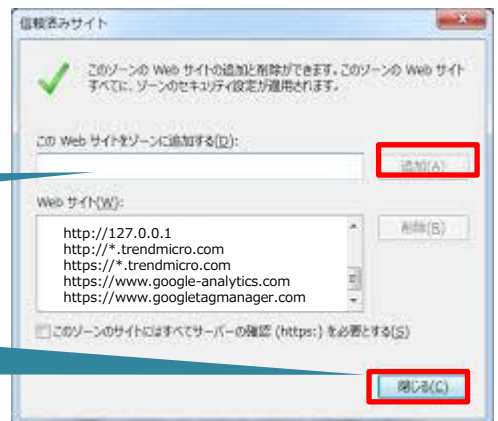 信頼済みサイト
このゾーンの Web サイトの追加と削除ができます。このゾーンの Web サイト
すべてに、ゾーンのセキュリティ設定が適用されます。
この Web サイトをゾーンに追加する(D):
追加(A)
Web サイト(W):
http://127.0.0.1
http://*.trendmicro.com
https://*.trendmicro.com
https://www.google-analytics.com
https://www.googletagmanager.com
削除(R)
このゾーンのサイトにはすべてサーバーの確認 (https:) を必要とする(S)
閉じる(C)